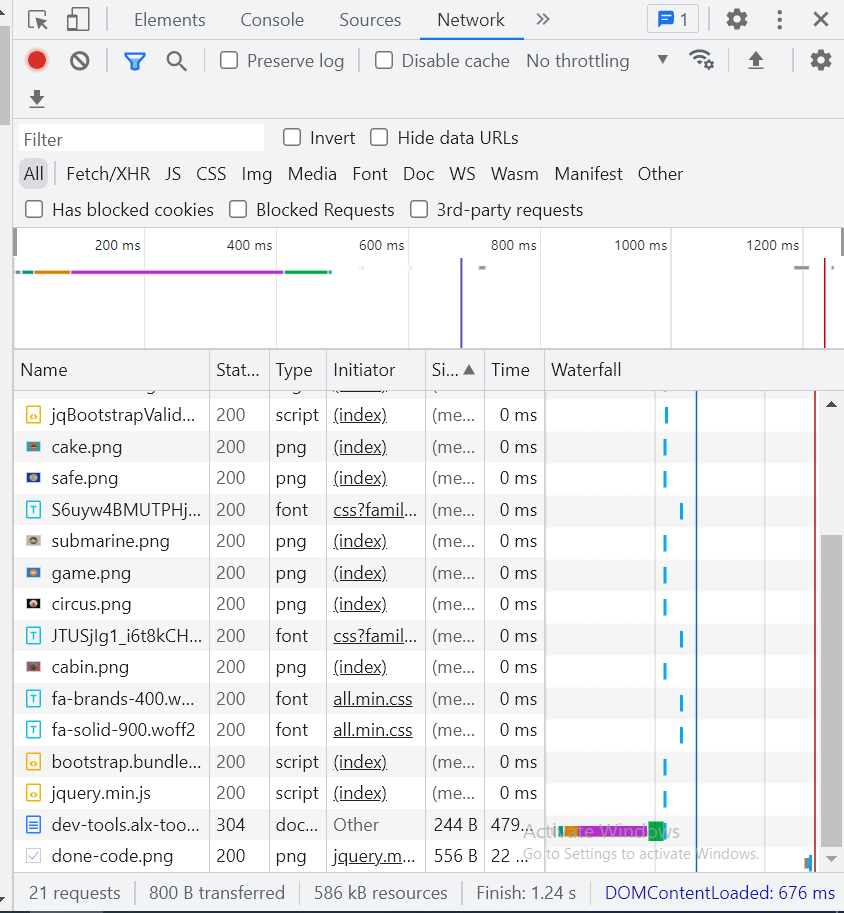 Elements Console Sources Network 1
Preserve log Disable cache No throttling
Filter Invert Hide data URLs
All Fetch/XHR JS CSS Img Media Font Doc WS Wasm Manifest Other
Has blocked cookies Blocked Requests 3rd-party requests
200 ms 400 ms 600 ms 800 ms 1000 ms 1200 ms
Name Stat... Type Initiator Si... Time Waterfall
jqBootstrapValid... 200 script (index) (me... 0 ms
cake.png 200 png (index) (me... 0 ms
safe.png 200 png (index) (me... 0 ms
S6uyw4BMUTPHj... 200 font css?famil... (me... 0 ms
submarine.png 200 png (index) (me... 0 ms
game.png 200 png (index) (me... 0 ms
circus.png 200 png (index) (me... 0 ms
JTUSjIg1_i6t8kCH... 200 font css?famil... (me... 0 ms
cabin.png 200 png (index) (me... 0 ms
fa-brands-400.w... 200 font all.min.css (me... 0 ms
fa-solid-900.woff2 200 font all.min.css (me... 0 ms
bootstrap.bundle... 200 script (index) (me... 0 ms
jquery.min.js 200 script (index) (me... 0 ms
dev-tools.alx-too... 304 doc... Other 244 B 479... Activate Windows
done-code.png 200 png jquery.m... 556 B 22 ... Go to Settings to activate Windows.
21 requests 800 B transferred 586 kB resources Finish: 1.24 s DOMContentLoaded: 676 ms